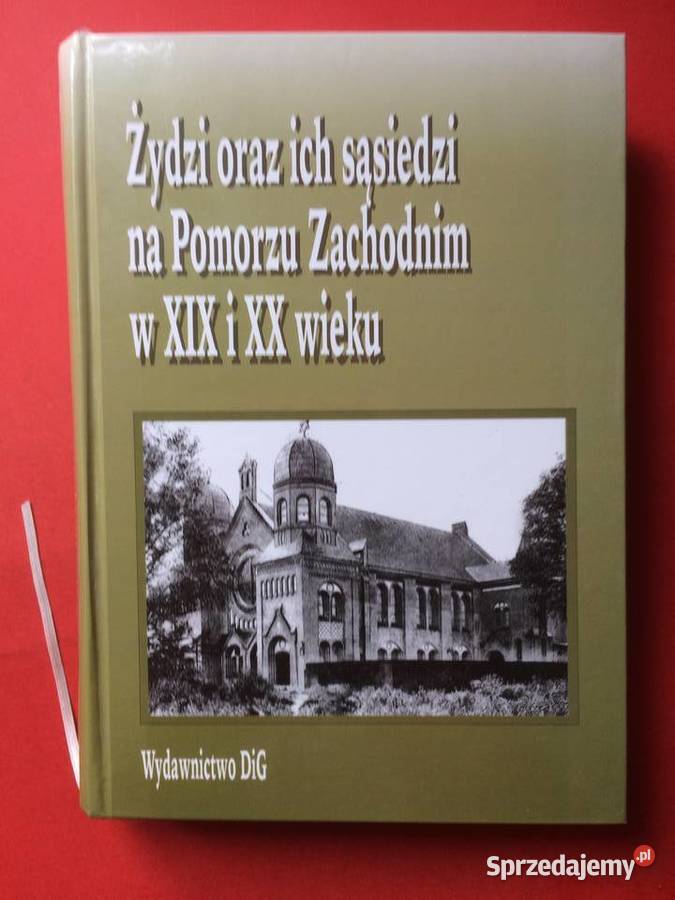 Żydzi oraz ich sąsiedzi
na Pomorzu Zachodnim
w XIX i XX wieku
Wydawnictwo DiG
Sprzedajemy.pl